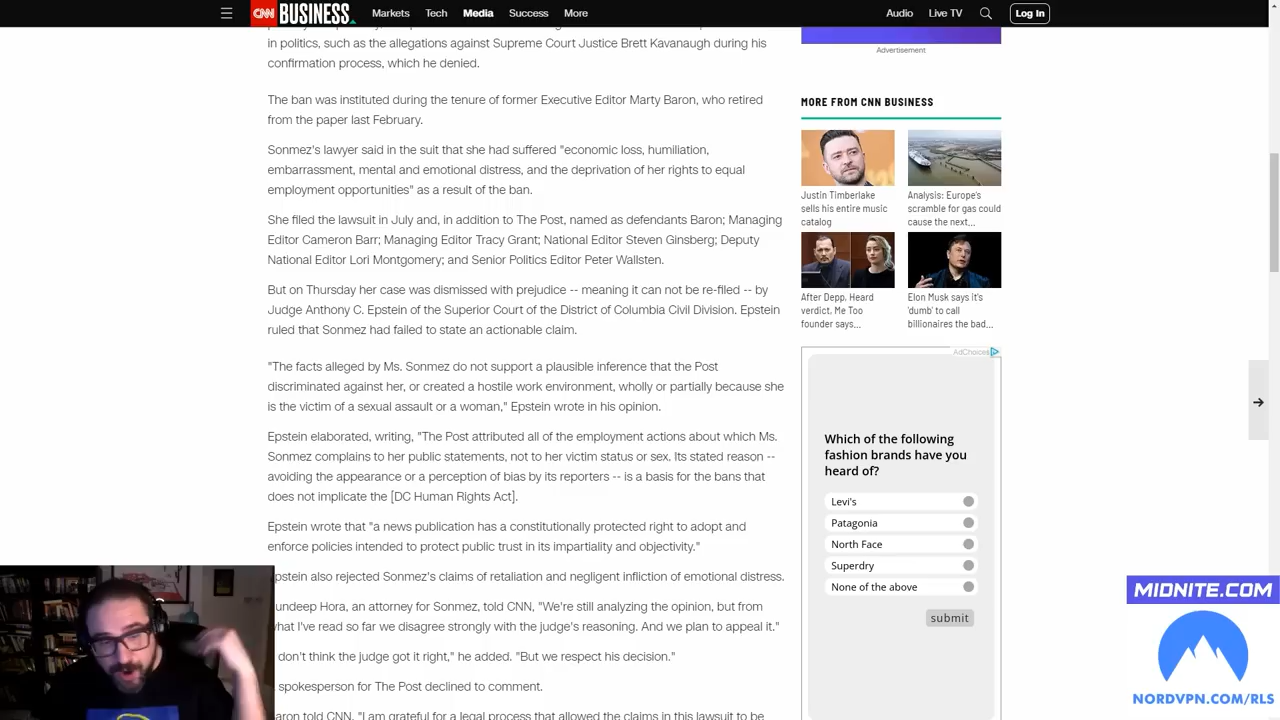 CNN BUSINESS
Markets Tech Media Success More
Audio Live TV Log In
in politics, such as the allegations against Supreme Court Justice Brett Kavanaugh during his
confirmation process, which he denied.
The ban was instituted during the tenure of former Executive Editor Marty Baron, who retired
from the paper last February.
Sonmez's lawyer said in the suit that she had suffered "economic loss, humiliation,
embarrassment, mental and emotional distress, and the deprivation of her rights to equal
employment opportunities" as a result of the ban.
She filed the lawsuit in July and, in addition to The Post, named as defendants Baron; Managing
Editor Cameron Barr; Managing Editor Tracy Grant; National Editor Steven Ginsberg; Deputy
National Editor Lori Montgomery; and Senior Politics Editor Peter Wallsten.
But on Thursday her case was dismissed with prejudice -- meaning it can not be re-filed -- by
Judge Anthony C. Epstein of the Superior Court of the District of Columbia Civil Division. Epstein
ruled that Sonmez had failed to state an actionable claim.
"The facts alleged by Ms. Sonmez do not support a plausible inference that the Post
discriminated against her, or created a hostile work environment, wholly or partially because she
is the victim of a sexual assault or a woman," Epstein wrote in his opinion.
Epstein elaborated, writing, "The Post attributed all of the employment actions about which Ms.
Sonmez complains to her public statements, not to her victim status or sex. Its stated reason --
avoiding the appearance or a perception of bias by its reporters -- is a basis for the bans that
does not implicate the [DC Human Rights Act].
Epstein wrote that "a news publication has a constitutionally protected right to adopt and
enforce policies intended to protect public trust in its impartiality and objectivity."
pstein also rejected Sonmez's claims of retaliation and negligent infliction of emotional distress.
undeep Hora, an attorney for Sonmez, told CNN, "We're still analyzing the opinion, but from
what I've read so far we disagree strongly with the judge's reasoning. And we plan to appeal it."
don't think the judge got it right," he added. "But we respect his decision."
spokesperson for The Post declined to comment.
aron told CNN, "I am grateful for a legal process that allowed the claims in this lawsuit to be
Advertisement
MORE FROM CNN BUSINESS
Justin Timberlake
sells his entire music
catalog
Analysis: Europe's
scramble for gas could
cause the next...
After Depp, Heard
verdict, Me Too
founder says...
Elon Musk says it's
'dumb' to call
billionaires the bad...
AdChoices
Which of the following
fashion brands have you
heard of?
Levi's
Patagonia
North Face
Superdry
None of the above
submit
MIDNITE.COM
NORDVPN.COM/RLS